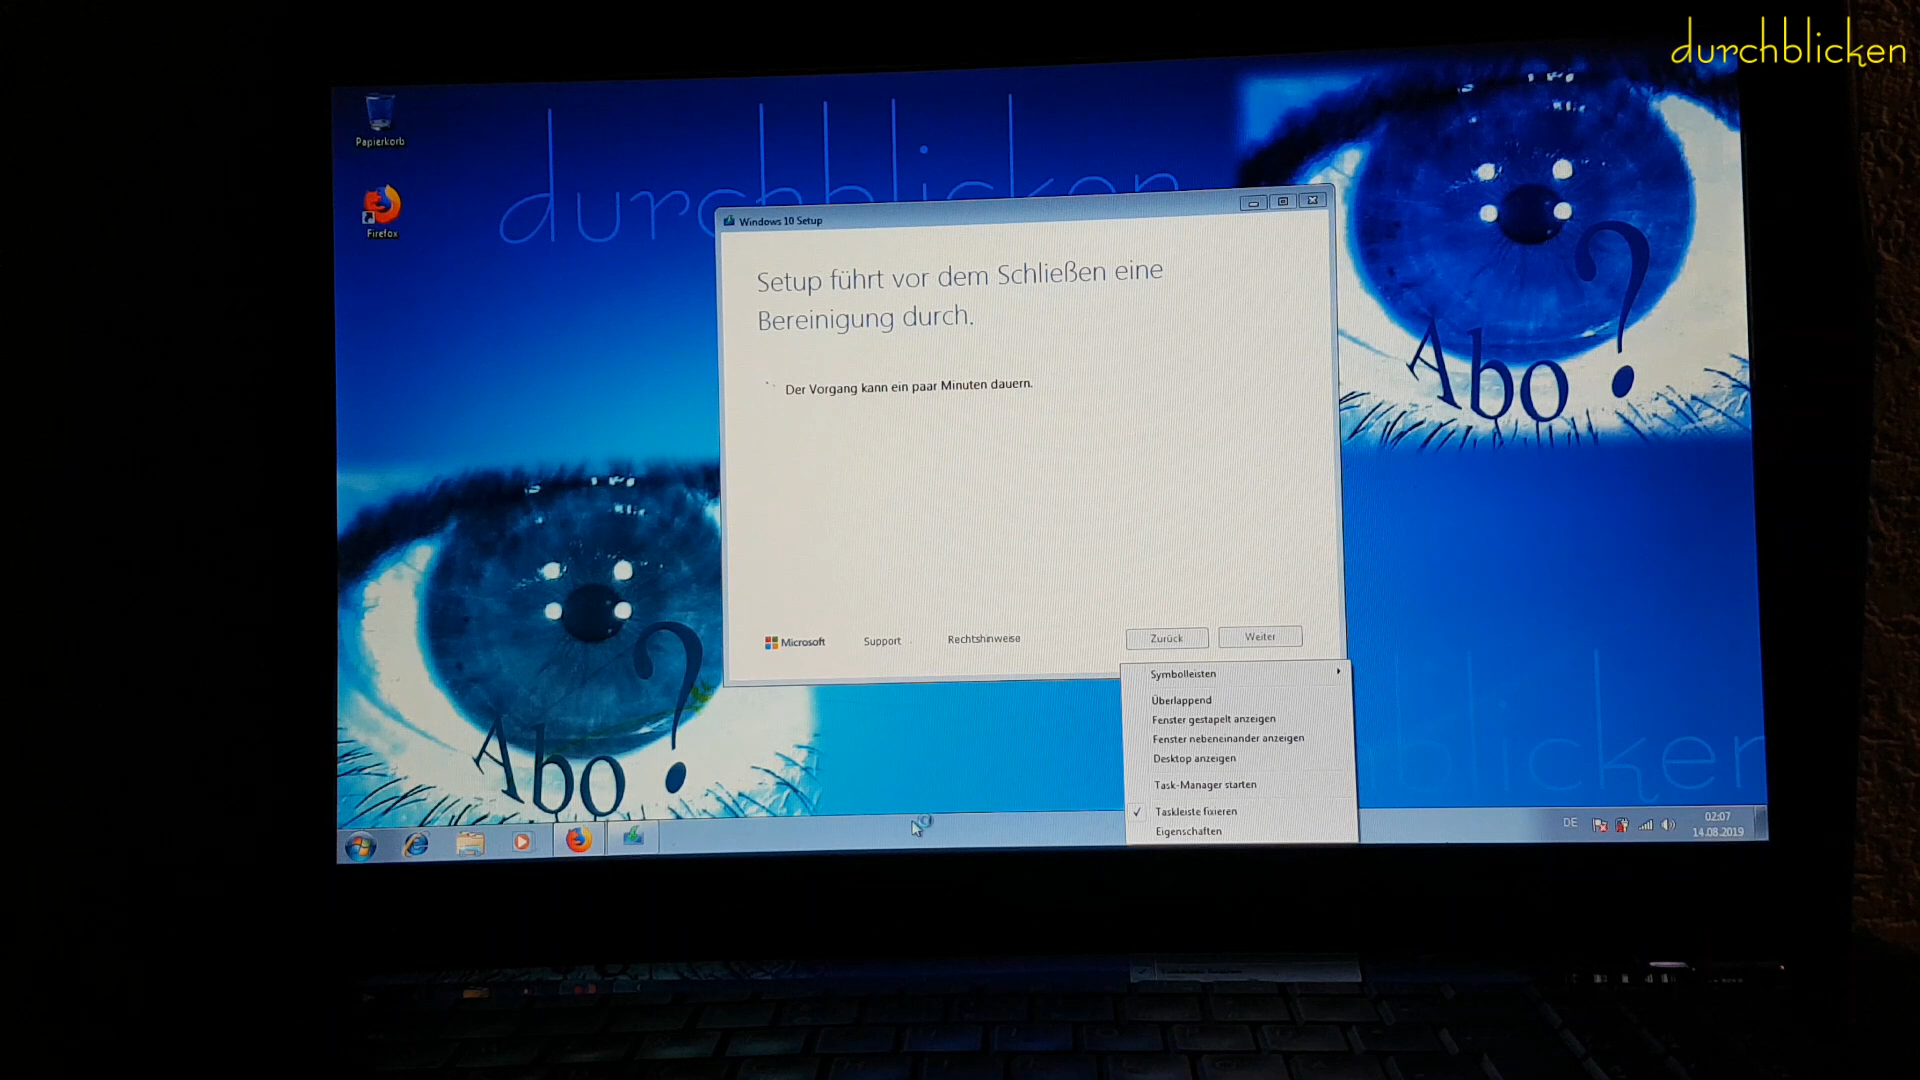 durchblicken
Papierkorb
Firefox
durchblicken
Windows 10 Setup
Setup führt vor dem Schließen eine
Bereinigung durch.
Der Vorgang kann ein paar Minuten dauern.
Microsoft
Support
Rechtshinweise
Zurück
Weiter
Abo?
Abo?
Symbolleisten
Überlappend
Fenster gestapelt anzeigen
Fenster nebeneinander anzeigen
Desktop anzeigen
Task-Manager starten
Taskleiste fixieren
Eigenschaften
blicken
DE
02:07
14.08.2019